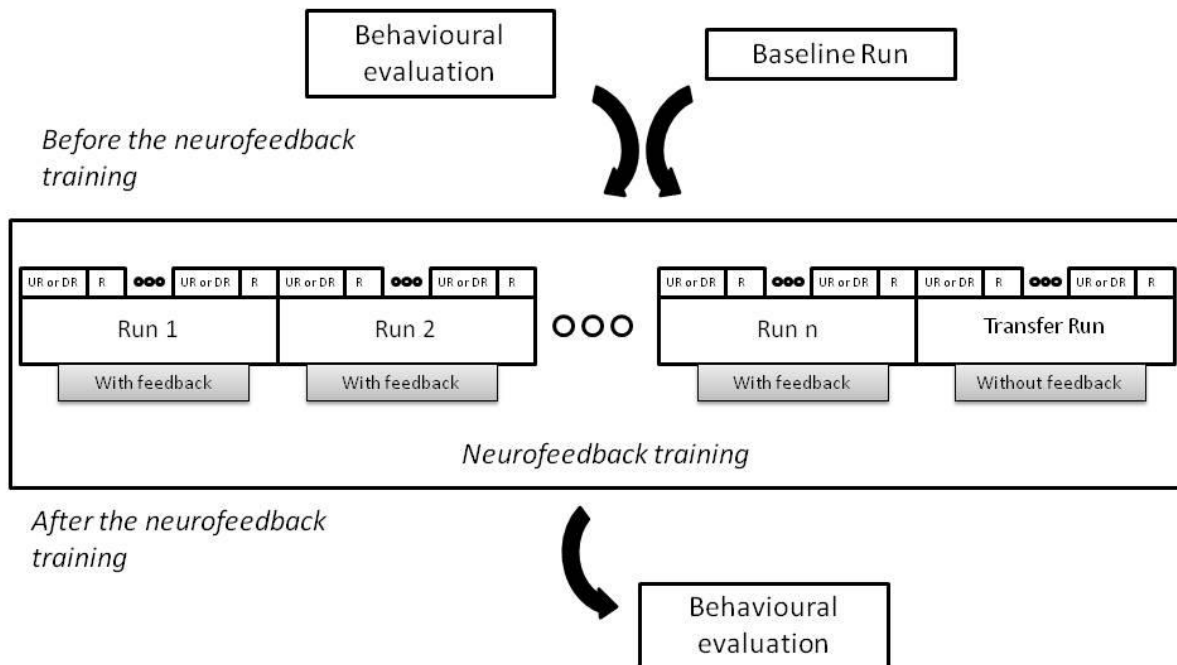 Behavioural
evaluation
Baseline Run
Before the neurofeedback
training
UR or DR R UR or DR R UR or DR R UR or DR R UR or DR R UR or DR R UR or DR R UR or DR R
Run 1 Run 2 Run n Transfer Run
With feedback With feedback With feedback Without feedback
Neurofeedback training
After the neurofeedback
training
Behavioural
evaluation